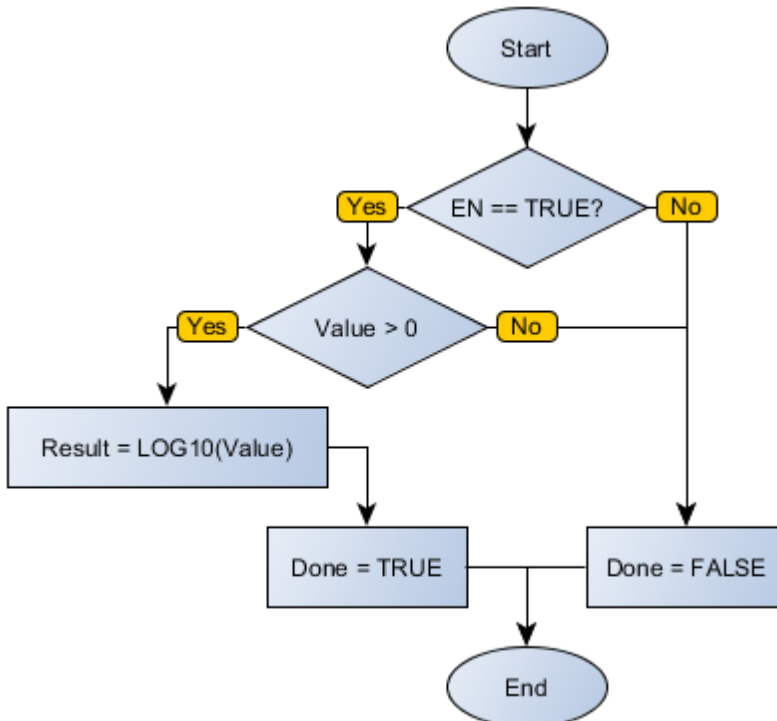 Start
EN == TRUE?
Yes
No
Value > 0
Yes
No
Result = LOG10(Value)
Done = TRUE
Done = FALSE
End